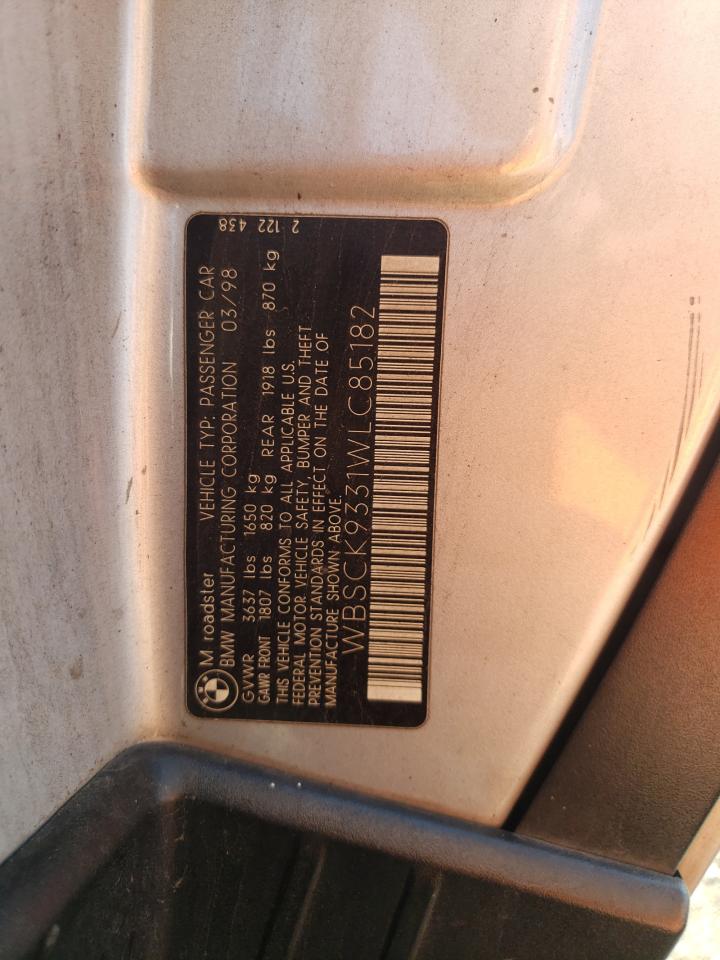 M roadster VEHICLE TYP: PASSENGER CAR
BMW MANUFACTURING CORPORATION 03/98
GVWR 3637 lbs 1650 kg
GAWR FRONT 1807 lbs 820 kg REAR 1918 lbs 870 kg
THIS VEHICLE CONFORMS TO ALL APPLICABLE U.S.
FEDERAL MOTOR VEHICLE SAFETY, BUMPER AND THEFT
PREVENTION STANDARDS IN EFFECT ON THE DATE OF
MANUFACTURE SHOWN ABOVE.
WBSCK9331WLC85182
2 122 438